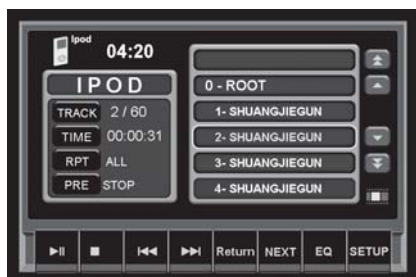 Ipod
04:20
IPOD
TRACK 2 / 60
TIME 00:00:31
RPT ALL
PRE STOP
0 - ROOT
1- SHUANGJIEGUN
2- SHUANGJIEGUN
3- SHUANGJIEGUN
4- SHUANGJIEGUN
Return NEXT EQ SETUP